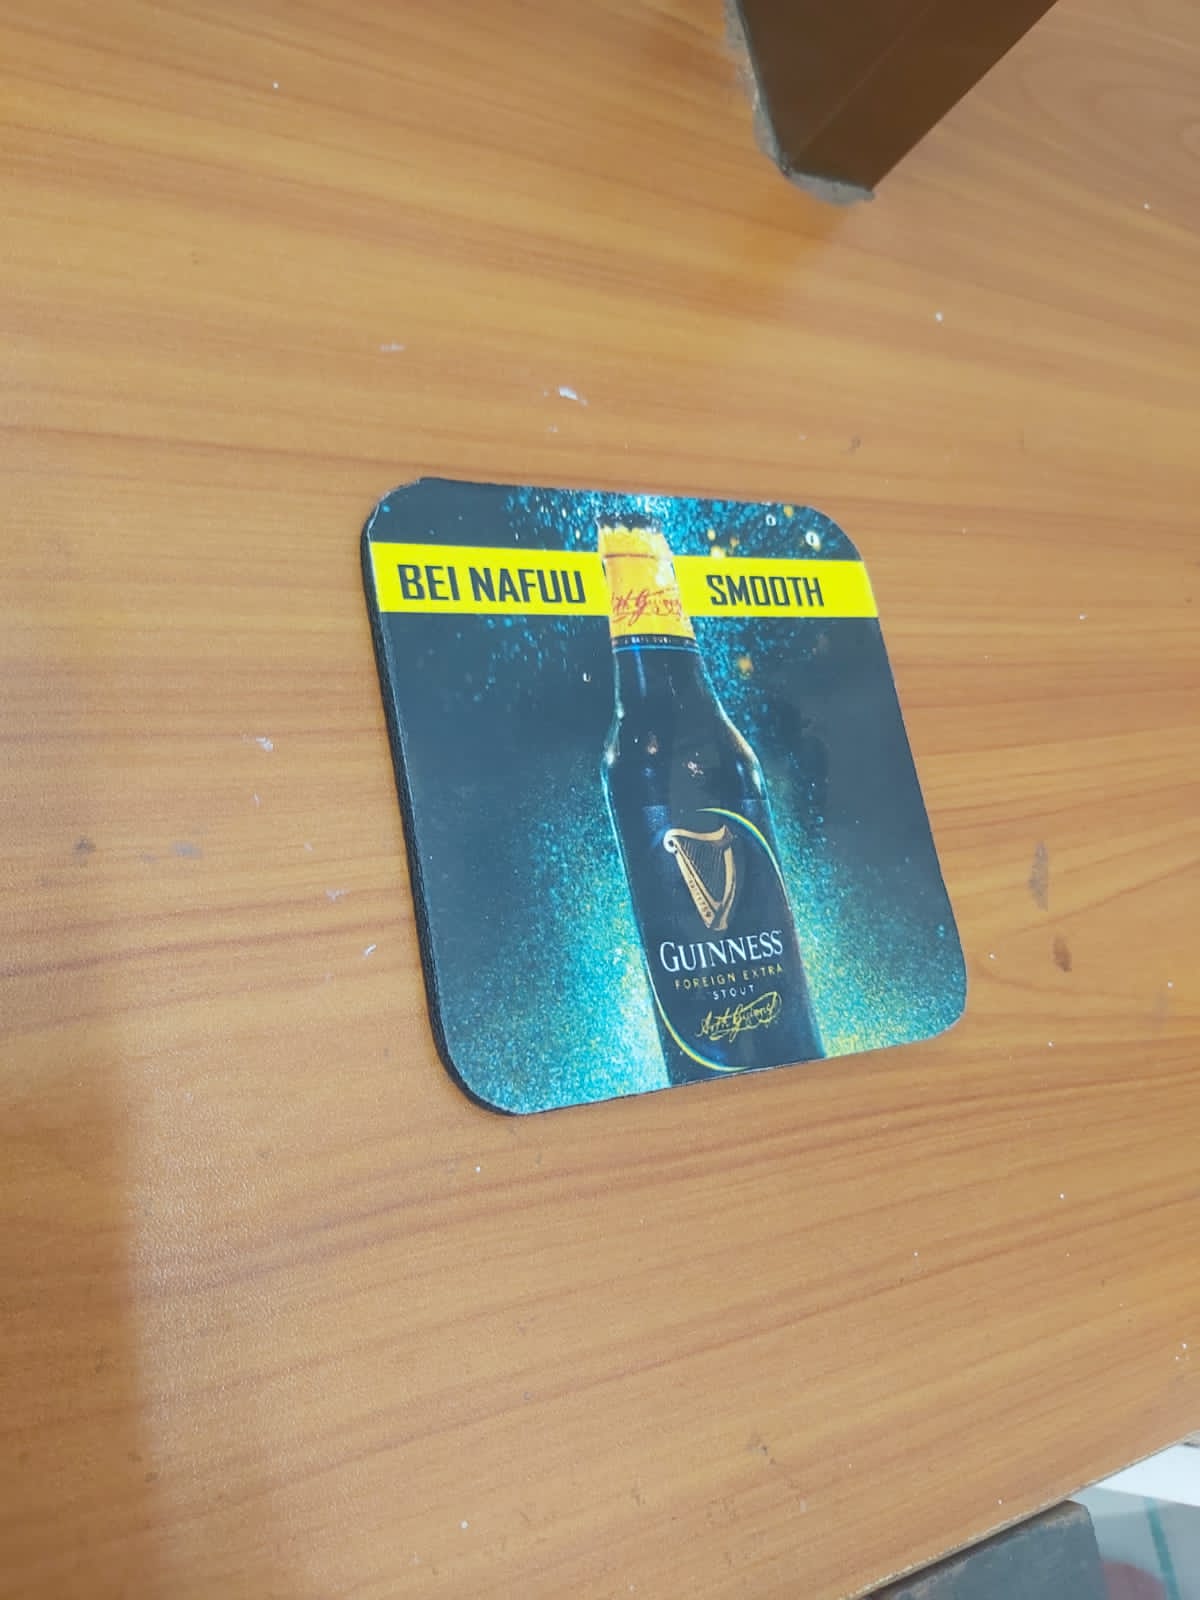 BEI NAFUU SMOOTH
GUINNESS
FOREIGN EXTRA
STOUT